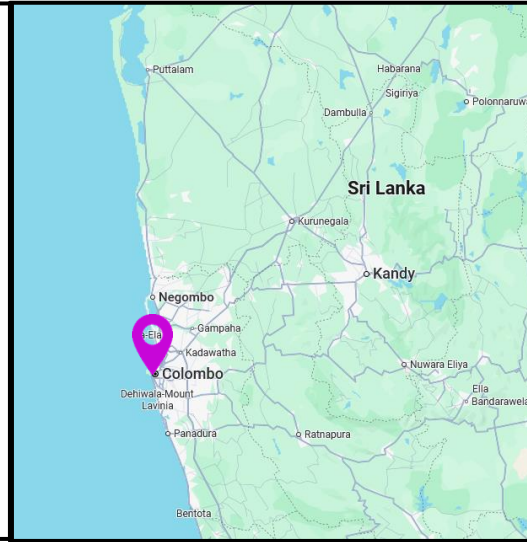 Puttalam
Habarana
Sigiriya
Polonnaruw
Dambulla
Sri Lanka
Kurunegala
Kandy
Negombo
a-Ela
Gampaha
Kadawatha
Colombo
Nuwara Eliya
Dehiwala-Mount
Lavinia
Ella
Bandarawela
Panadura
Ratnapura
Bentota